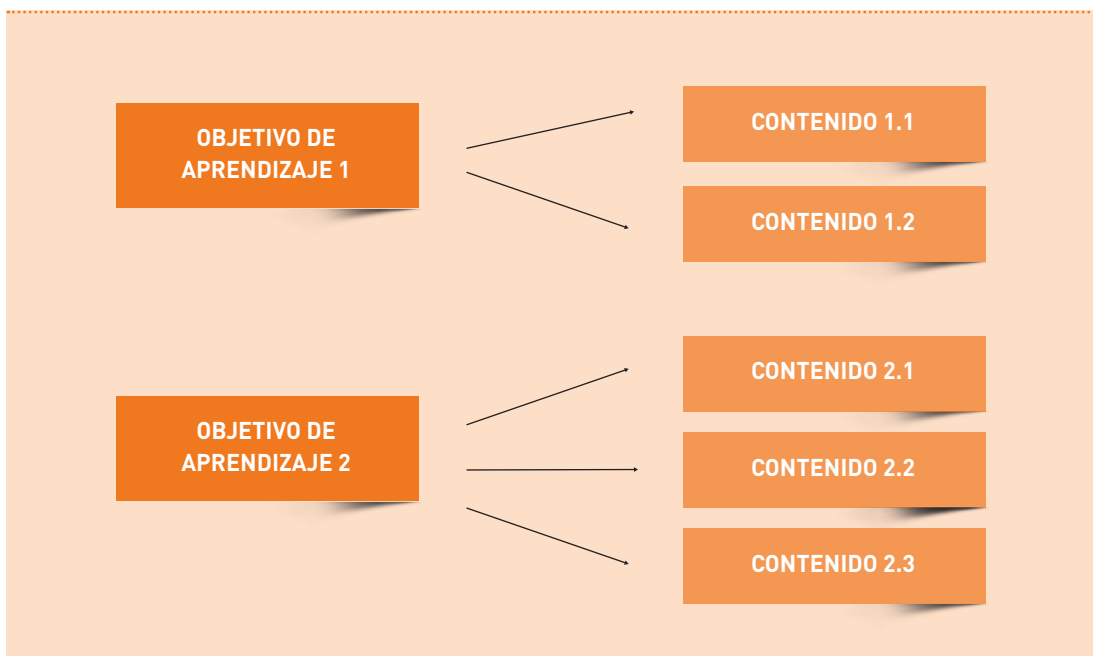 OBJETIVO DE
APRENDIZAJE 1
CONTENIDO 1.1
CONTENIDO 1.2
OBJETIVO DE
APRENDIZAJE 2
CONTENIDO 2.1
CONTENIDO 2.2
CONTENIDO 2.3